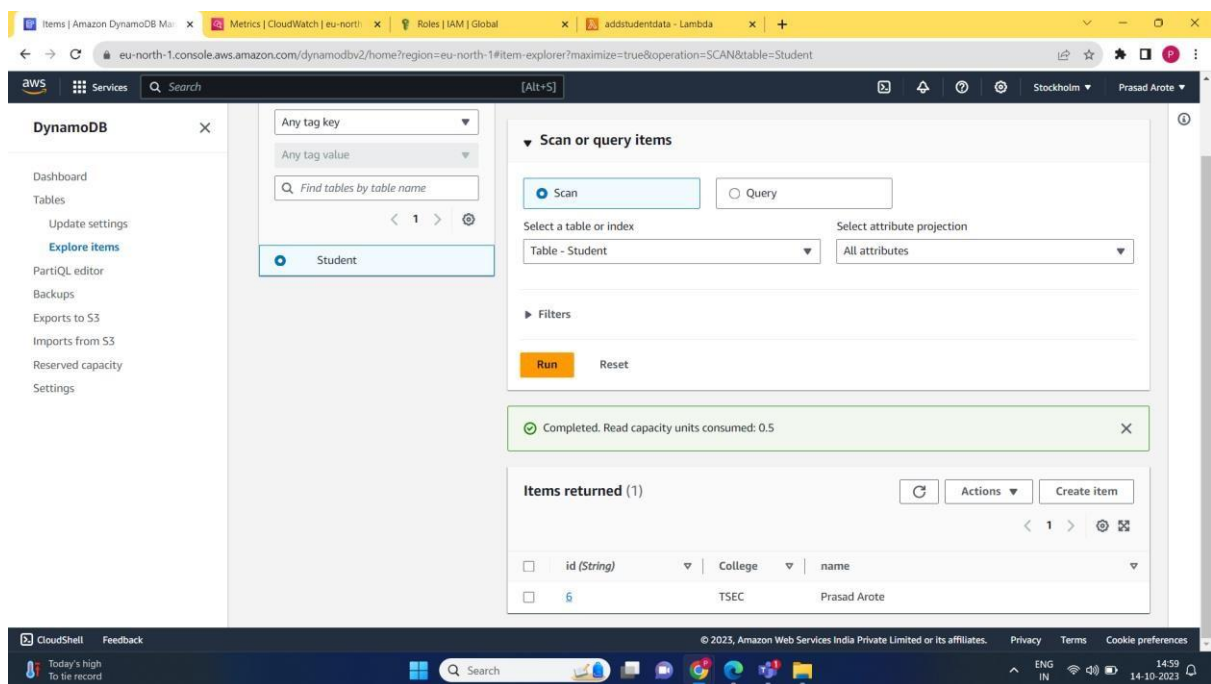 Items | Amazon DynamoDB Ma
Metrics | CloudWatch | eu-north
Roles | IAM | Global
addstudentdata - Lambda
eu-north-1.console.aws.amazon.com/dynamodbv2/home?region=eu-north-1#item-explorer?maximize=true&operation=SCAN&table=Student
P
aws
Services
Search
[Alt+S]
Stockholm
Prasad Arote
DynamoDB
Dashboard
Tables
Update settings
Explore items
PartiQL editor
Backups
Exports to S3
Imports from S3
Reserved capacity
Settings
Any tag key
Any tag value
Find tables by table name
1
Student
Scan or query items
Scan
Query
Select a table or index
Select attribute projection
Table - Student
All attributes
Filters
Run
Reset
Completed. Read capacity units consumed: 0.5
Items returned (1)
Actions
Create item
1
id (String)
College
name
6
TSEC
Prasad Arote
CloudShell
Feedback
© 2023, Amazon Web Services India Private Limited or its affiliates.
Privacy
Terms
Cookie preferences
Today's high
To tie record
Search
ENG
IN
14:59
14-10-2023